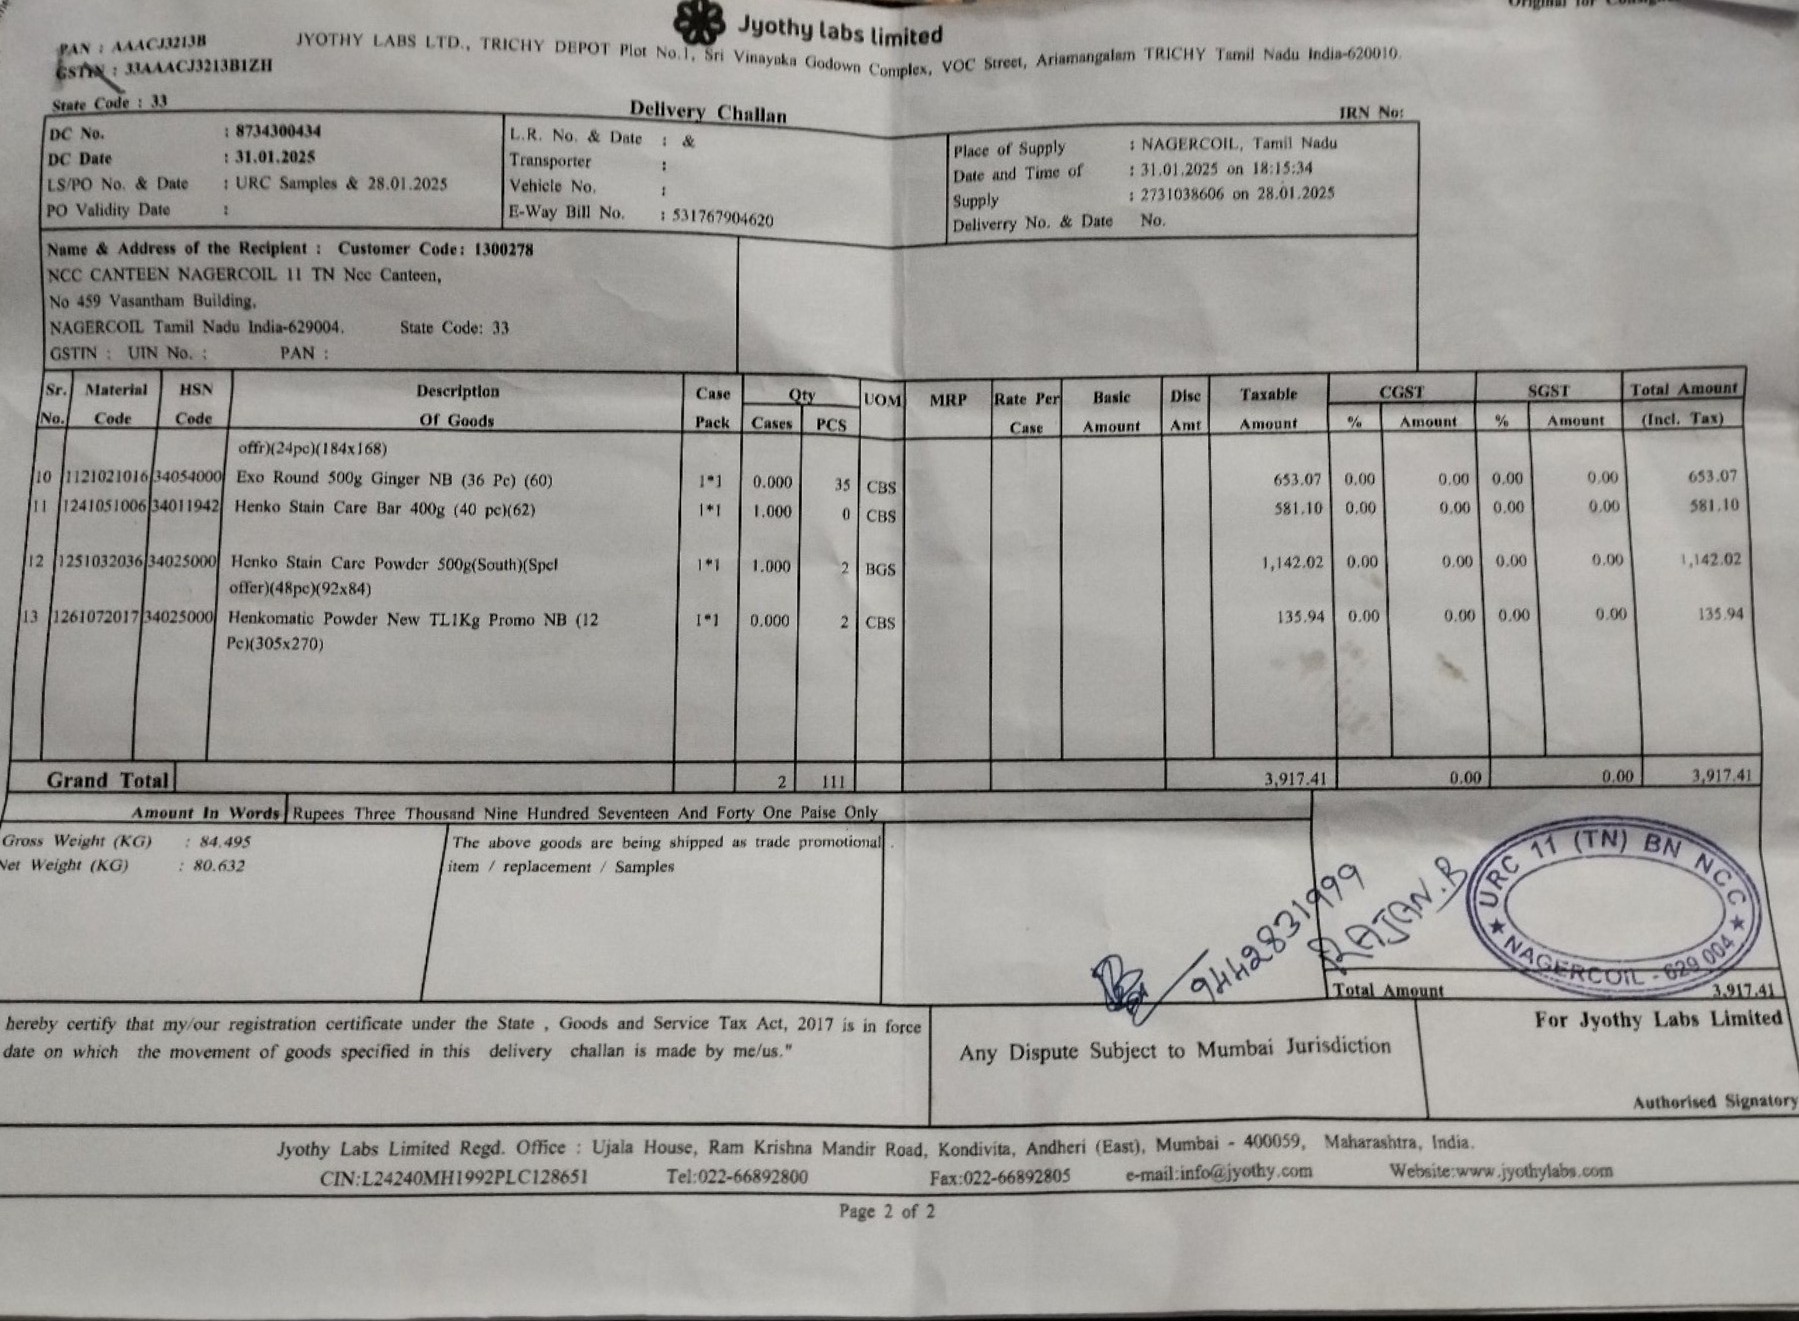 Jyothy labs limited
PAN : AAACJ3213B
GSTIN : 33AAACJ3213B1ZH
JYOTHY LABS LTD., TRICHY DEPOT Plot No.1, Sri Vinayaka Godown Complex, VOC Street, Ariamangalam TRICHY Tamil Nadu India-620010.
State Code : 33
Delivery Challan
IRN No:
DC No. : 8734300434
DC Date : 31.01.2025
LS/PO No. & Date : URC Samples & 28.01.2025
PO Validity Date :
L.R. No. & Date : &
Transporter :
Vehicle No. :
E-Way Bill No. : 531767904620
Place of Supply : NAGERCOIL, Tamil Nadu
Date and Time of : 31.01.2025 on 18:15:34
Supply : 2731038606 on 28.01.2025
Deliverry No. & Date No.
Name & Address of the Recipient : Customer Code: 1300278
NCC CANTEEN NAGERCOIL 11 TN Ncc Canteen,
No 459 Vasantham Building,
NAGERCOIL Tamil Nadu India-629004. State Code: 33
GSTIN : UIN No. : PAN :
Sr. Material HSN Description Case Qty UOM MRP Rate Per Basic Disc Taxable CGST SGST Total Amount
No. Code Code Of Goods Pack Cases PCS Case Amount Amt Amount % Amount % Amount (Incl. Tax)
offr)(24pc)(184x168)
10 1121021016 34054000 Exo Round 500g Ginger NB (36 Pc) (60) 1*1 0.000 35 CBS 653.07 0.00 0.00 0.00 0.00 653.07
11 1241051006 34011942 Henko Stain Care Bar 400g (40 pc)(62) 1*1 1.000 0 CBS 581.10 0.00 0.00 0.00 0.00 581.10
12 1251032036 34025000 Henko Stain Care Powder 500g(South)(Spcl 1*1 1.000 2 BGS 1,142.02 0.00 0.00 0.00 0.00 1,142.02
offer)(48pc)(92x84)
13 1261072017 34025000 Henkomatic Powder New TL1Kg Promo NB (12 1*1 0.000 2 CBS 135.94 0.00 0.00 0.00 0.00 135.94
Pc)(305x270)
Grand Total 2 111 3,917.41 0.00 0.00 3,917.41
Amount In Words Rupees Three Thousand Nine Hundred Seventeen And Forty One Paise Only
Gross Weight (KG) : 84.495
Net Weight (KG) : 80.632
The above goods are being shipped as trade promotional
item / replacement / Samples
9442831999
RAJAN.B
URC 11 (TN) BN NCC
★ NAGERCOIL - 629 004 ★
Total Amount 3,917.41
hereby certify that my/our registration certificate under the State , Goods and Service Tax Act, 2017 is in force
date on which the movement of goods specified in this delivery challan is made by me/us."
Any Dispute Subject to Mumbai Jurisdiction
For Jyothy Labs Limited
Authorised Signatory
Jyothy Labs Limited Regd. Office : Ujala House, Ram Krishna Mandir Road, Kondivita, Andheri (East), Mumbai - 400059, Maharashtra, India.
CIN:L24240MH1992PLC128651 Tel:022-66892800 Fax:022-66892805 e-mail:info@jyothy.com Website:www.jyothylabs.com
Page 2 of 2